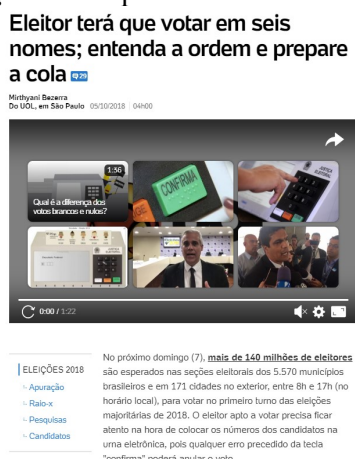 Eleitor terá que votar em seis
nomes; entenda a ordem e prepare
a cola 29
Mirthyani Bezerra
Do UOL, em São Paulo 05/10/2018 04h00
1:36
Qual é a diferença dos
votos brancos e nulos?
CONFIRMA
JUSTIÇA
ELEITORAL
0:00 / 1:22
ELEIÇÕES 2018
Apuração
Raio-x
Pesquisas
Candidatos
No próximo domingo (7), mais de 140 milhões de eleitores
são esperados nas seções eleitorais dos 5.570 municípios
brasileiros e em 171 cidades no exterior, entre 8h e 17h (no
horário local), para votar no primeiro turno das eleições
majoritárias de 2018. O eleitor apto a votar precisa ficar
atento na hora de colocar os números dos candidatos na
urna eletrônica, pois qualquer erro precedido da tecla
"confirma" poderá anular o voto.